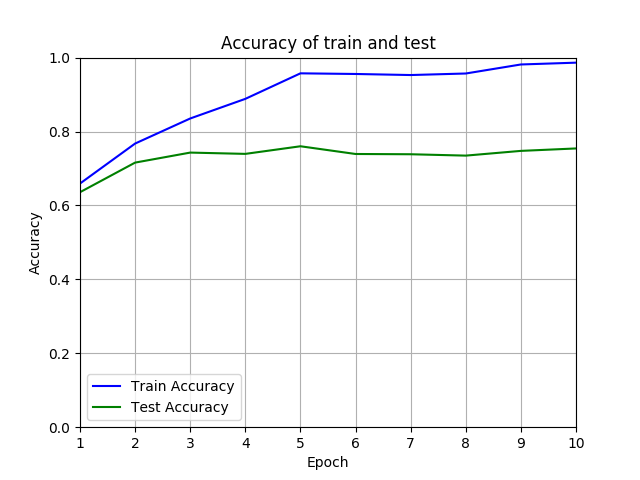 Accuracy of train and test
1.0
0.8
0.6
0.4
0.2
0.0
Accuracy
Train Accuracy
Test Accuracy
1 2 3 4 5 6 7 8 9 10
Epoch